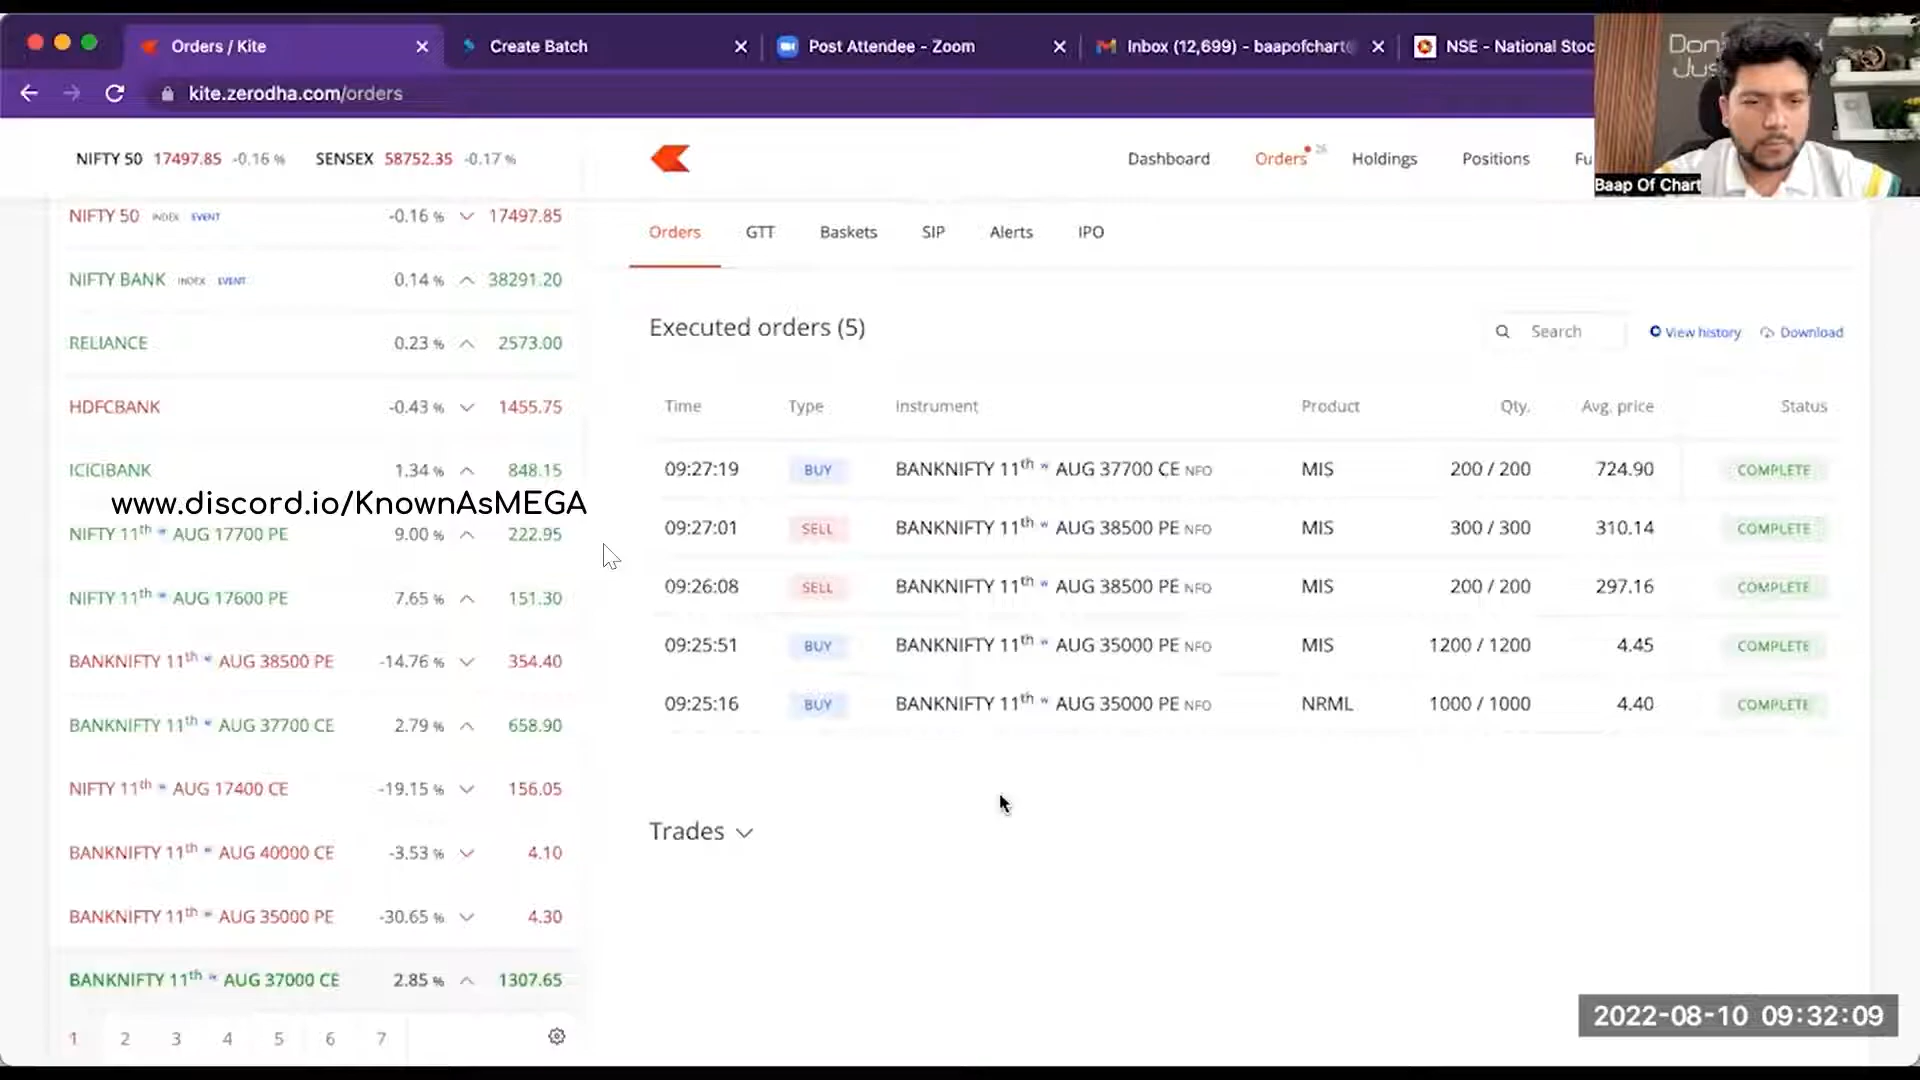 Orders / Kite
Create Batch
Post Attendee - Zoom
Inbox (12,699) - baapofcharte
NSE - National Stoc
kite.zerodha.com/orders
Baap Of Chart
NIFTY 50 17497.85 -0.16 % SENSEX 58752.35 -0.17 %
Dashboard Orders 26 Holdings Positions Fu
NIFTY 50 INDEX EVENT -0.16 % 17497.85
NIFTY BANK INDEX EVENT 0.14 % 38291.20
RELIANCE 0.23 % 2573.00
HDFCBANK -0.43 % 1455.75
ICICIBANK 1.34 % 848.15
www.discord.io/KnownAsMEGA
NIFTY 11th w AUG 17700 PE 9.00 % 222.95
NIFTY 11th w AUG 17600 PE 7.65 % 151.30
BANKNIFTY 11th w AUG 38500 PE -14.76 % 354.40
BANKNIFTY 11th w AUG 37700 CE 2.79 % 658.90
NIFTY 11th w AUG 17400 CE -19.15 % 156.05
BANKNIFTY 11th w AUG 40000 CE -3.53 % 4.10
BANKNIFTY 11th w AUG 35000 PE -30.65 % 4.30
BANKNIFTY 11th w AUG 37000 CE 2.85 % 1307.65
1 2 3 4 5 6 7
Orders GTT Baskets SIP Alerts IPO
Executed orders (5)
Search View history Download
Time Type Instrument Product Qty. Avg. price Status
09:27:19 BUY BANKNIFTY 11th w AUG 37700 CE NFO MIS 200 / 200 724.90 COMPLETE
09:27:01 SELL BANKNIFTY 11th w AUG 38500 PE NFO MIS 300 / 300 310.14 COMPLETE
09:26:08 SELL BANKNIFTY 11th w AUG 38500 PE NFO MIS 200 / 200 297.16 COMPLETE
09:25:51 BUY BANKNIFTY 11th w AUG 35000 PE NFO MIS 1200 / 1200 4.45 COMPLETE
09:25:16 BUY BANKNIFTY 11th w AUG 35000 PE NFO NRML 1000 / 1000 4.40 COMPLETE
Trades
2022-08-10 09:32:09